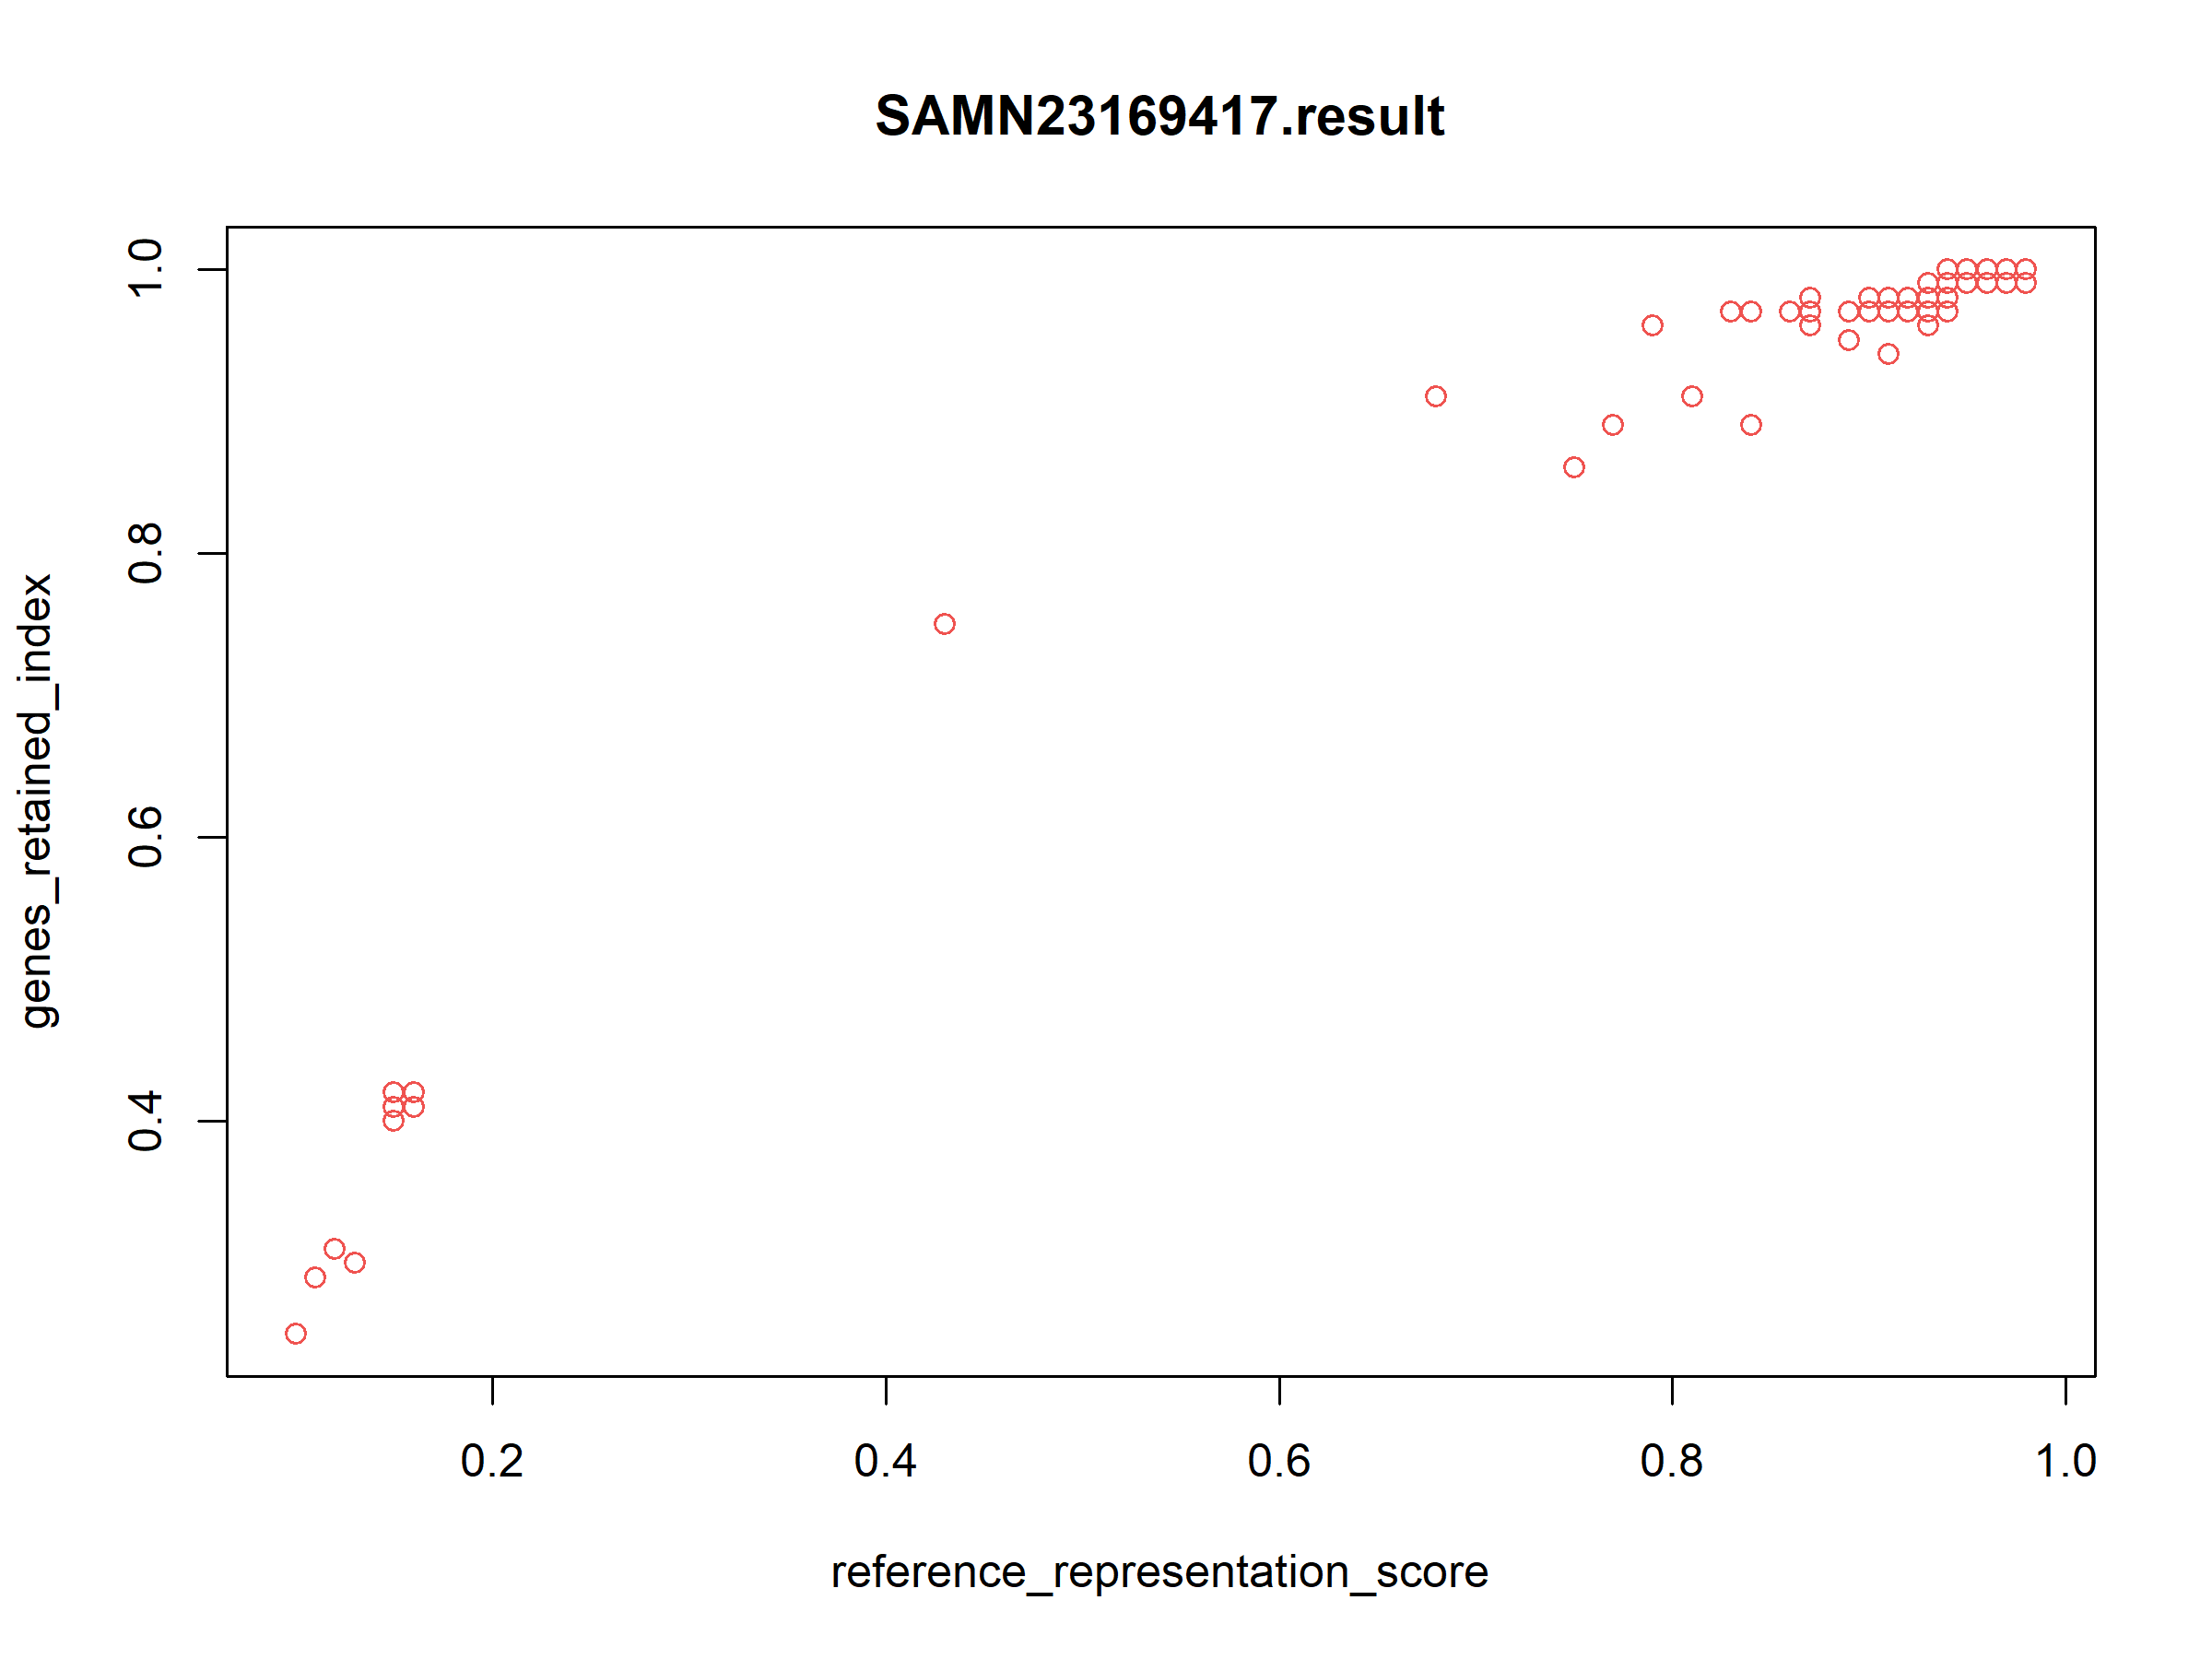 SAMN23169417.result
genes_retained_index
1.0
0.8
0.6
0.4
0.2 0.4 0.6 0.8 1.0
reference_representation_score